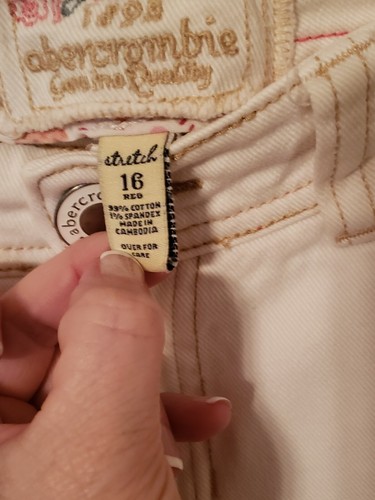 1892
abercrombie
Genuine Quality
stretch
16
REG
99% COTTON
1% SPANDEX
MADE IN
CAMBODIA
OVER FOR
CARE
abercro